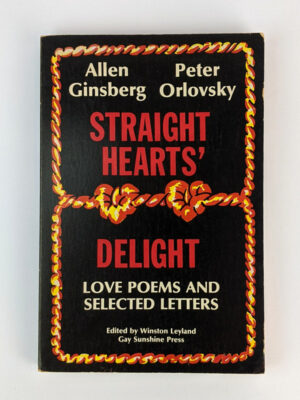 Allen Peter
Ginsberg Orlovsky
STRAIGHT
HEARTS'
DELIGHT
LOVE POEMS AND
SELECTED LETTERS
Edited by Winston Leyland
Gay Sunshine Press